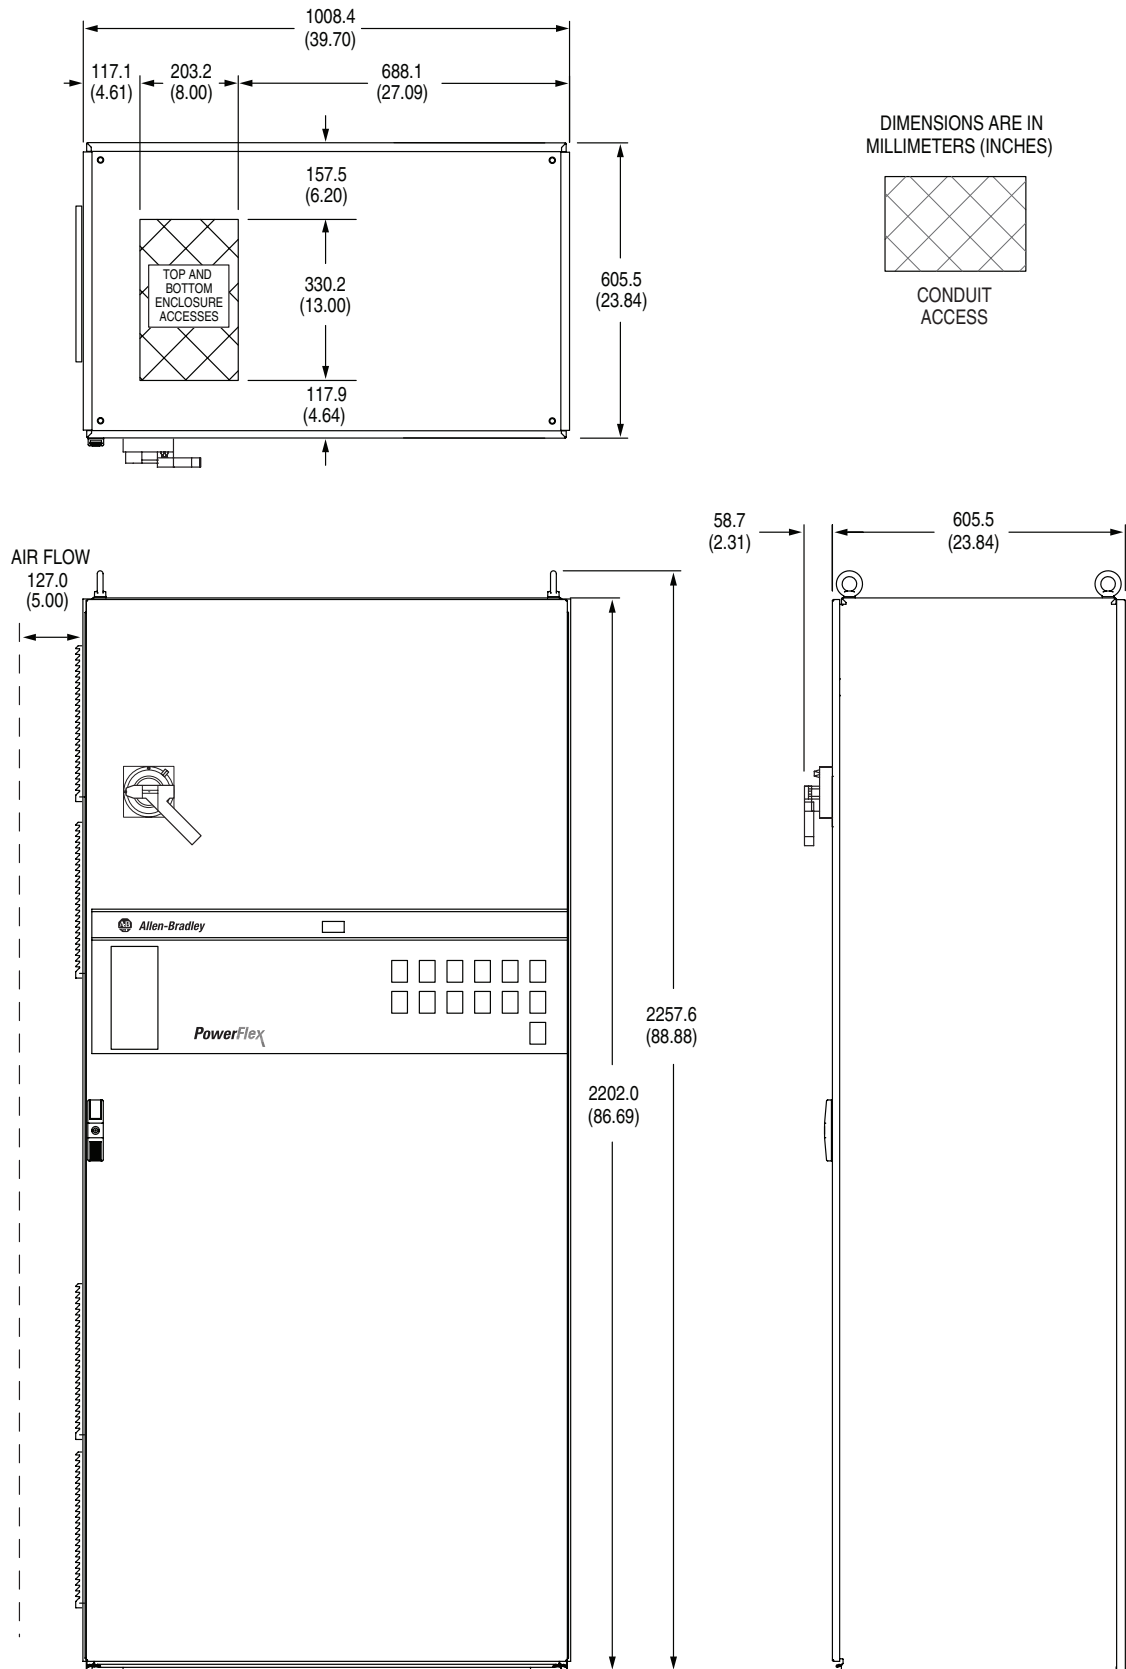 1008.4
(39.70)
117.1
(4.61)
203.2
(8.00)
688.1
(27.09)
157.5
(6.20)
TOP AND
BOTTOM
ENCLOSURE
ACCESSES
330.2
(13.00)
117.9
(4.64)
605.5
(23.84)
DIMENSIONS ARE IN
MILLIMETERS (INCHES)
CONDUIT
ACCESS
AIR FLOW
127.0
(5.00)
Allen-Bradley
PowerFlex
2257.6
(88.88)
2202.0
(86.69)
58.7
(2.31)
605.5
(23.84)